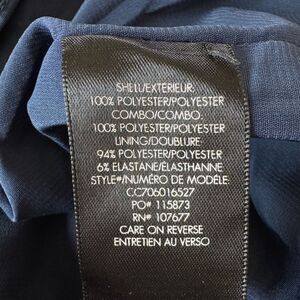 SHELL/EXTÉRIEUR:
100% POLYESTER/POLYESTER
COMBO/COMBO:
100% POLYESTER/POLYESTER
LINING/DOUBLURE:
94% POLYESTER/POLYESTER
6% ELASTANE/ÉLASTHANNE
STYLE#/NUMÉRO DE MODÈLE:
CC706016527
PO# 115873
RN# 107677
CARE ON REVERSE
ENTRETIEN AU VERSO